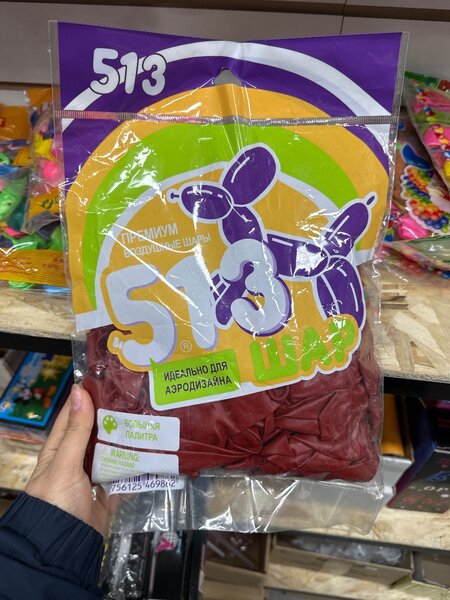 513
ПРЕМИУМ
ВОЗДУШНЫЕ ШАРЫ
513
®
ШАР
ИДЕАЛЬНО ДЛЯ
АЭРОДИЗАЙНА
БОЛЬШАЯ
ПАЛИТРА
WARNING:
CHOKING HAZARD